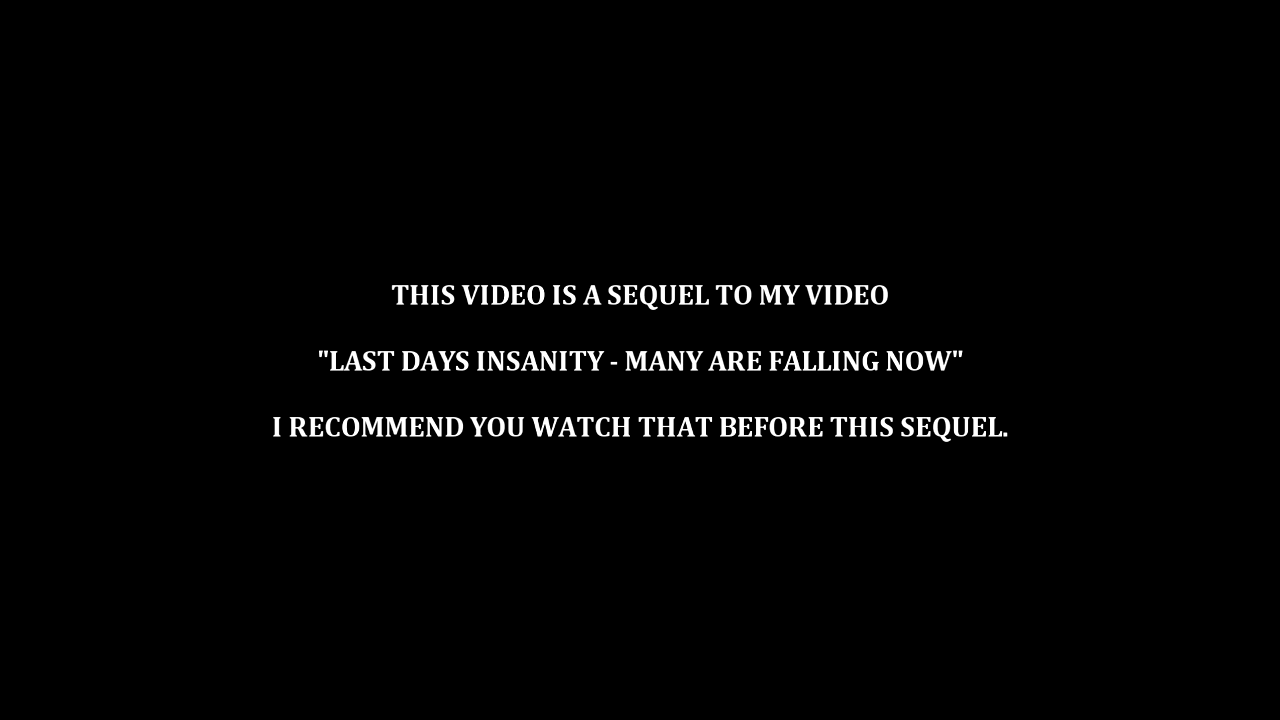 THIS VIDEO IS A SEQUEL TO MY VIDEO
"LAST DAYS INSANITY - MANY ARE FALLING NOW"
I RECOMMEND YOU WATCH THAT BEFORE THIS SEQUEL.